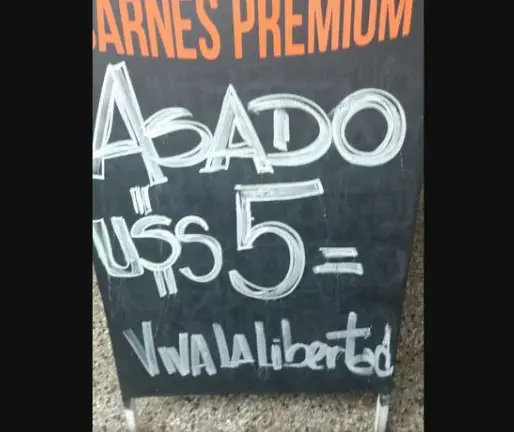 CARNES PREMIUM
ASADO
U$S 5=
VIVA LA Libertad